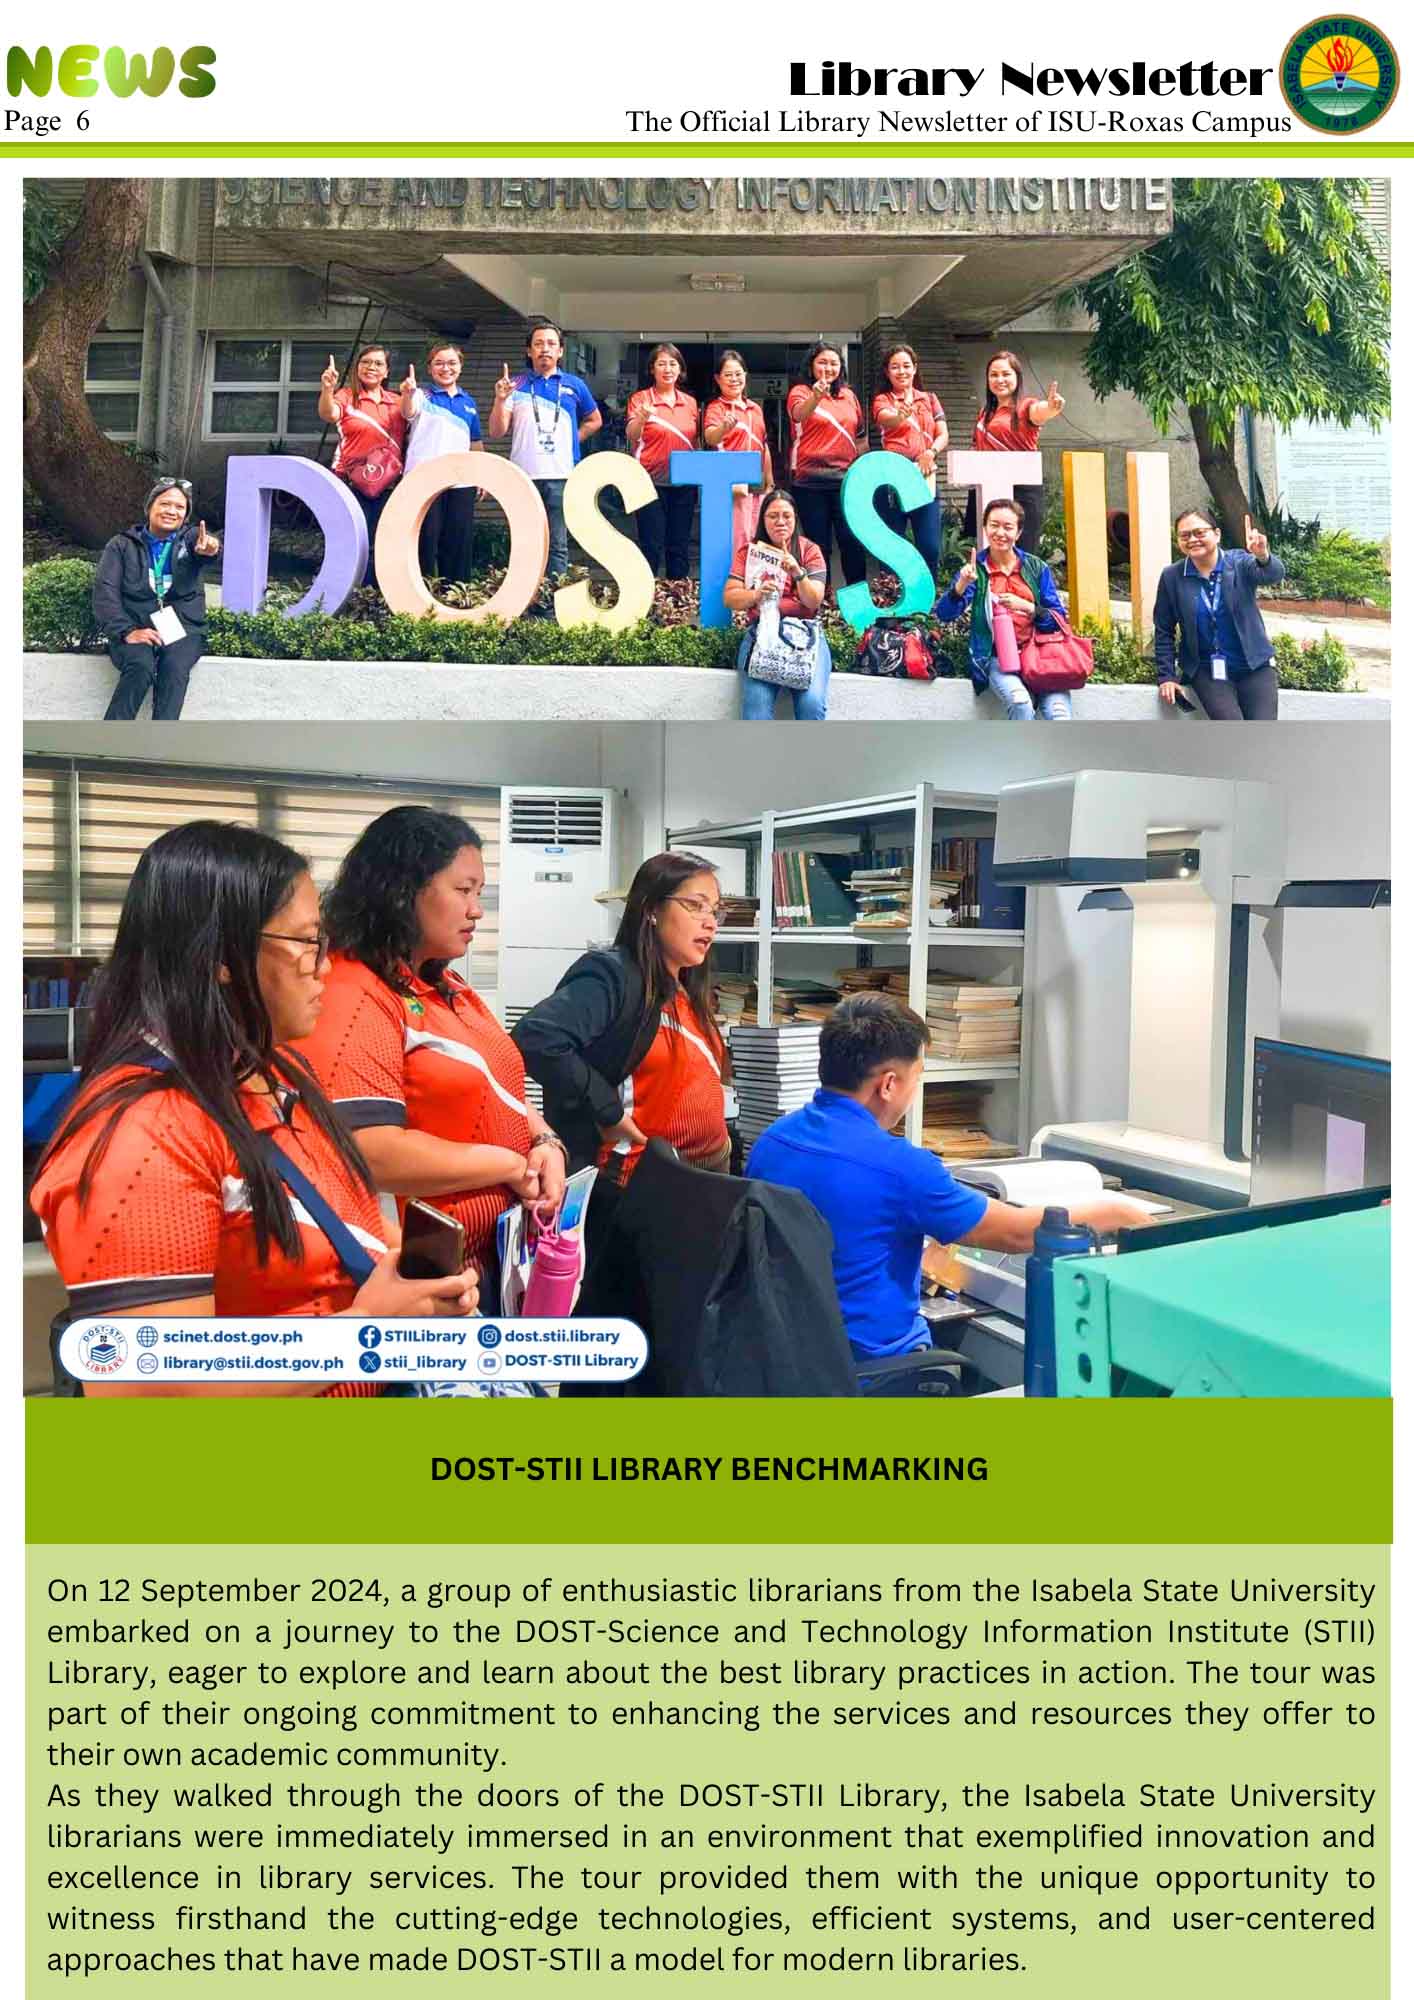 NEWS
Page 6
Library Newsletter
The Official Library Newsletter of ISU-Roxas Campus
ISABELA STATE UNIVERSITY
1978
SCIENCE AND TECHNOLOGY INFORMATION INSTITUTE
DOST STII
S&TPOST
DOST-STII
LIBRARY
scinet.dost.gov.ph
STIILibrary
dost.stii.library
library@stii.dost.gov.ph
stii_library
DOST-STII Library
DOST-STII LIBRARY BENCHMARKING
On 12 September 2024, a group of enthusiastic librarians from the Isabela State University
embarked on a journey to the DOST-Science and Technology Information Institute (STII)
Library, eager to explore and learn about the best library practices in action. The tour was
part of their ongoing commitment to enhancing the services and resources they offer to
their own academic community.
As they walked through the doors of the DOST-STII Library, the Isabela State University
librarians were immediately immersed in an environment that exemplified innovation and
excellence in library services. The tour provided them with the unique opportunity to
witness firsthand the cutting-edge technologies, efficient systems, and user-centered
approaches that have made DOST-STII a model for modern libraries.